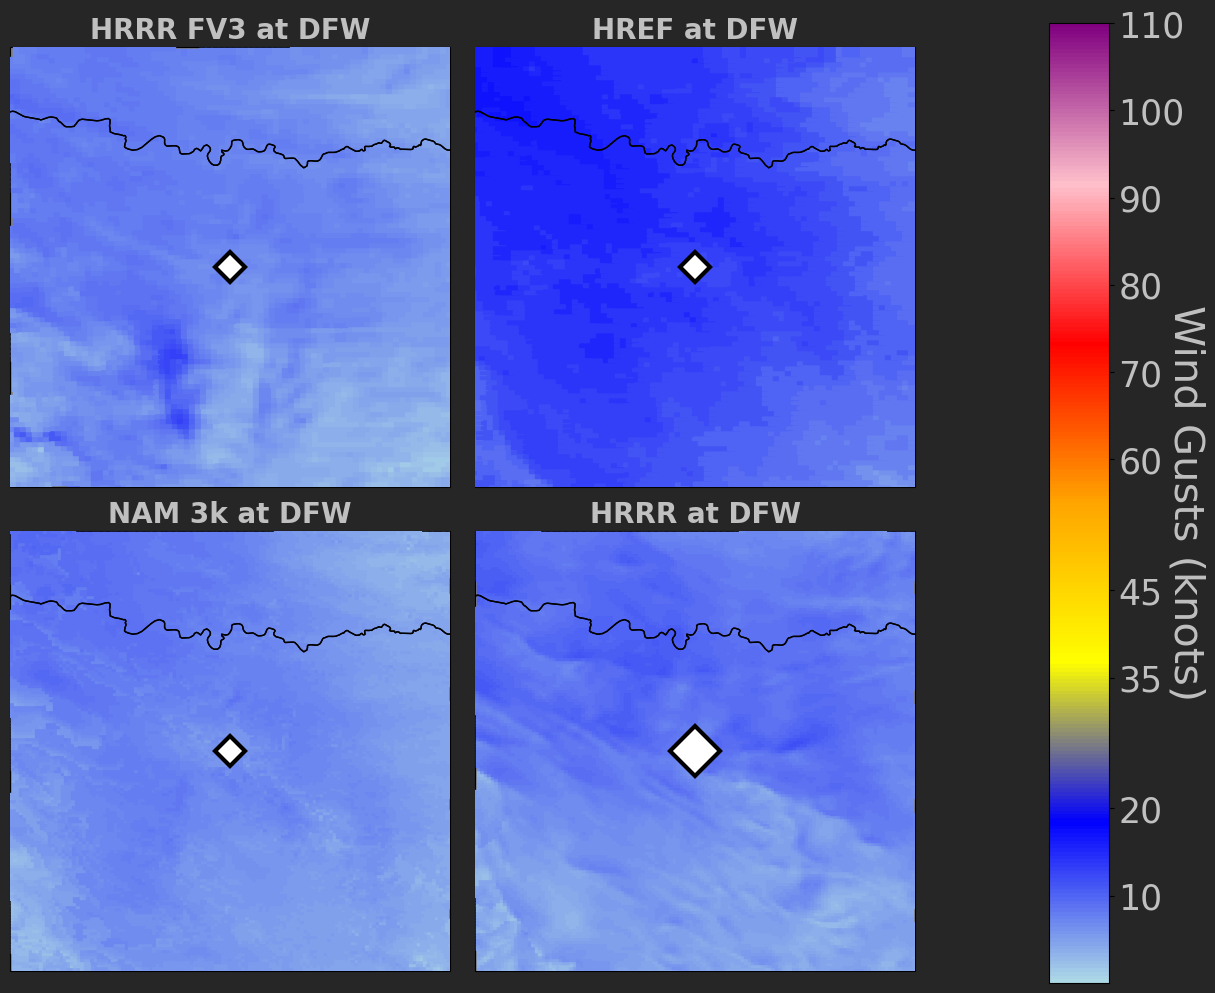 HRRR FV3 at DFW
HREF at DFW
NAM 3k at DFW
HRRR at DFW
110
100
90
80
70
60
45
35
20
10
Wind Gusts (knots)